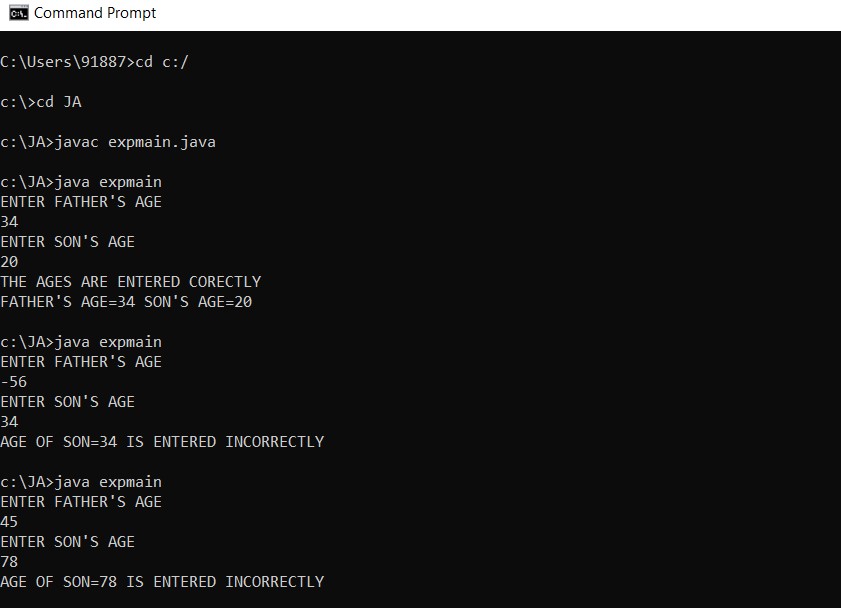 Command Prompt
C:\Users\91887>cd c:/
c:\>cd JA
c:\JA>javac expmain.java
c:\JA>java expmain
ENTER FATHER'S AGE
34
ENTER SON'S AGE
20
THE AGES ARE ENTERED CORECTLY
FATHER'S AGE=34 SON'S AGE=20
c:\JA>java expmain
ENTER FATHER'S AGE
-56
ENTER SON'S AGE
34
AGE OF SON=34 IS ENTERED INCORRECTLY
c:\JA>java expmain
ENTER FATHER'S AGE
45
ENTER SON'S AGE
78
AGE OF SON=78 IS ENTERED INCORRECTLY